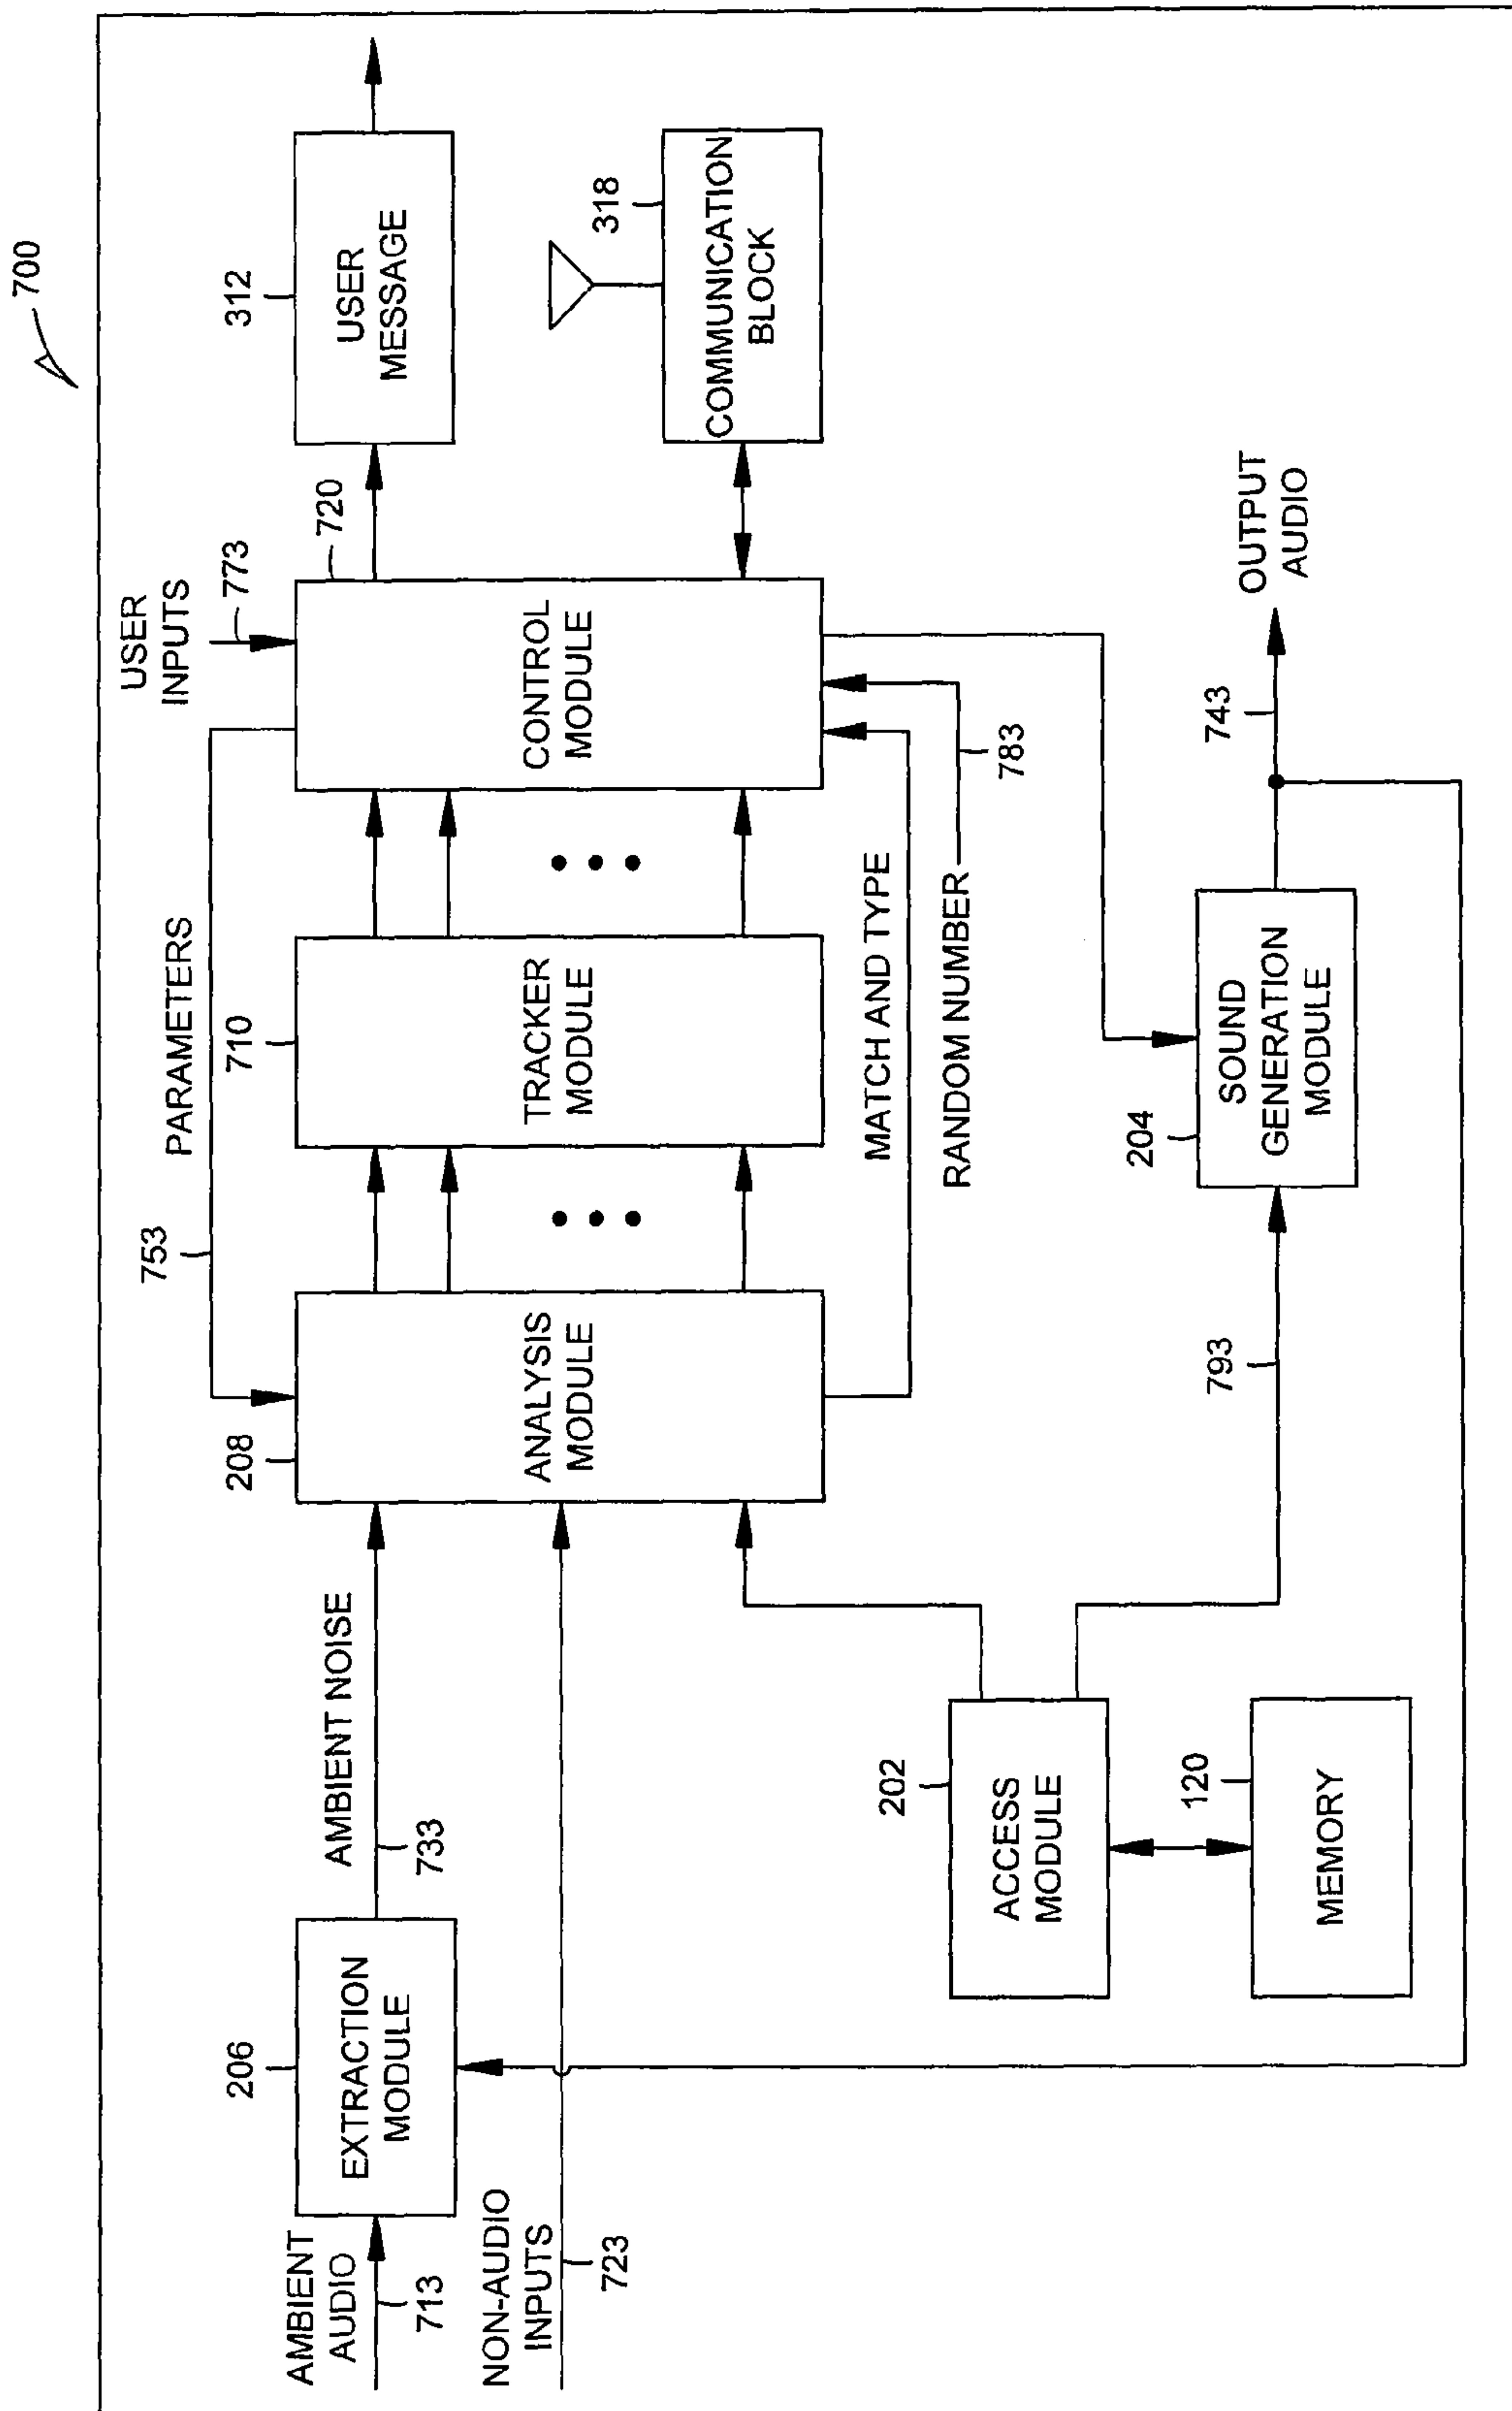 700
USER
INPUTS
773
PARAMETERS
753
AMBIENT
AUDIO
713
206
EXTRACTION
MODULE
AMBIENT NOISE
733
208
ANALYSIS
MODULE
710
TRACKER
MODULE
720
CONTROL
MODULE
312
USER
MESSAGE
NON-AUDIO
INPUTS
723
318
COMMUNICATION
BLOCK
MATCH AND TYPE
RANDOM NUMBER
783
202
ACCESS
MODULE
120
MEMORY
793
204
SOUND
GENERATION
MODULE
743
OUTPUT
AUDIO